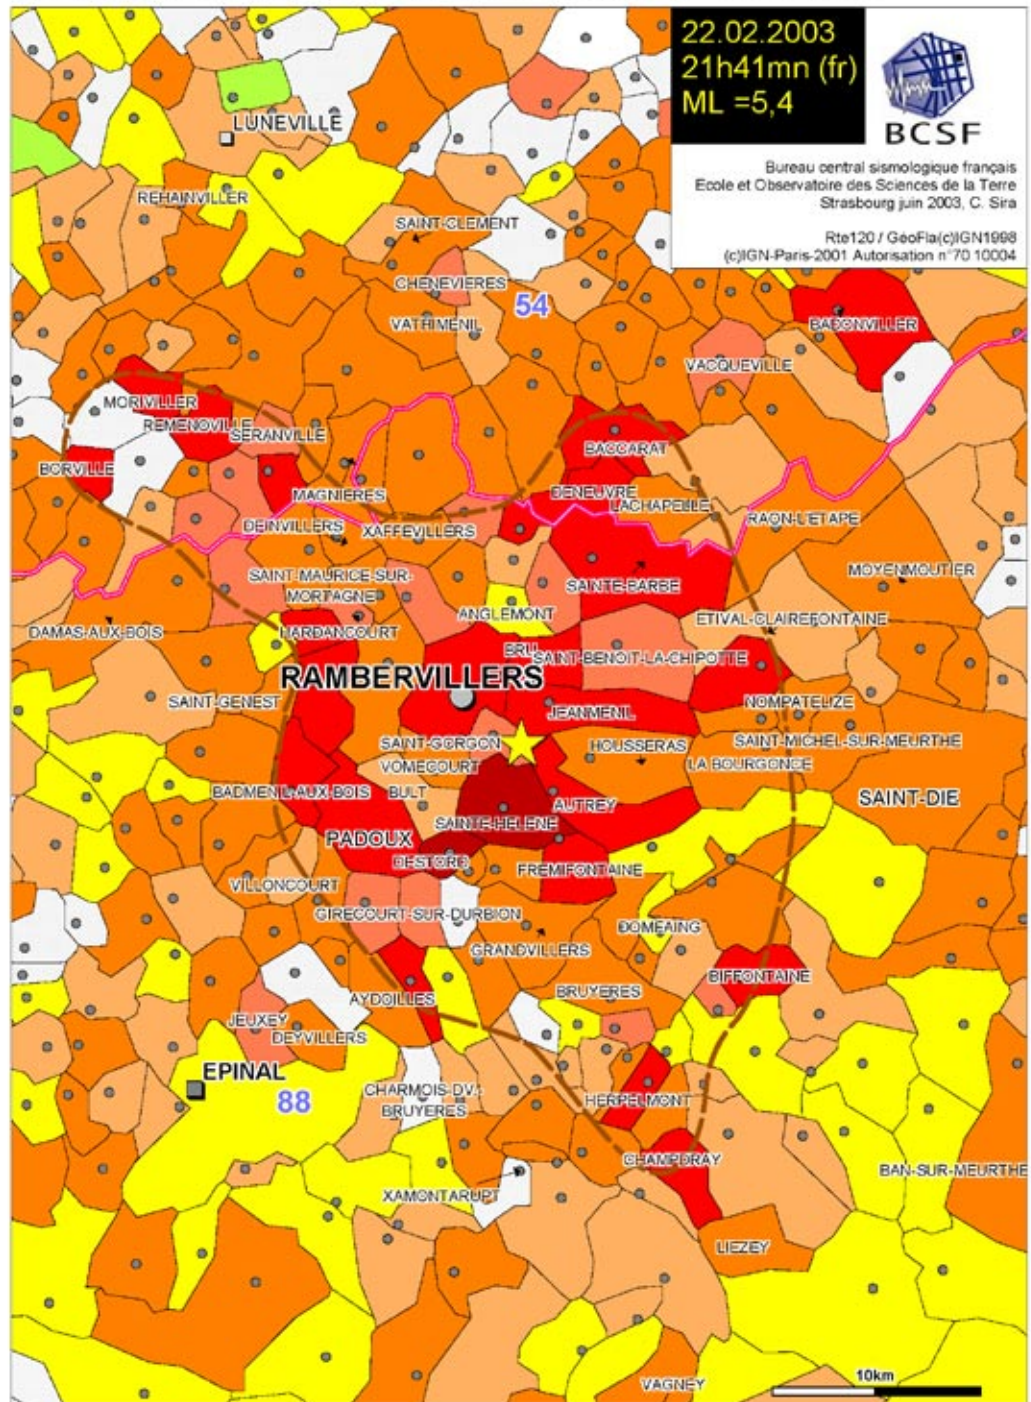 22.02.2003
21h41mn (fr)
ML =5,4
BCSF
Bureau central sismologique français
Ecole et Observatoire des Sciences de la Terre
Strasbourg juin 2003, C. Sira
Rte120 / GéoFla(c)IGN1998
(c)IGN-Paris-2001 Autorisation n°70 10004
LUNEVILLE
REHAINVILLER
SAINT-CLEMENT
CHENEVIERES
54
VATRIMENIL
BADONVILLER
VACQUEVILLE
MORIVILLER
REMENOVILLE
SERANVILLE
BORVILLE
BACCARAT
MAGNIERES
DENEUVRE
LACHAPELLE
DEINVILLERS
XAFFEVILLERS
RAON-L'ETAPE
SAINT-MAURICE-SUR-
MORTAGNE
SAINTE-BARBE
MOYENMOUTIER
ANGLEMONT
DAMAS-AUX-BOIS
HARDANCOURT
ETIVAL-CLAIREFONTAINE
BRU
SAINT-BENOIT-LA-CHIPOTTE
RAMBERVILLERS
SAINT-GENEST
JEANMENIL
NOMPATELIZE
SAINT-GORGON
HOUSSERAS
SAINT-MICHEL-SUR-MEURTHE
VOMECOURT
LA BOURGONCE
BADMENIL-AUX-BOIS
BULT
AUTREY
SAINT-DIE
SAINTE-HELENE
PADOUX
DESTORD
FREMIFONTAINE
VILLONCOURT
GIRECOURT-SUR-DURBION
DOMFAING
GRANDVILLERS
BIFFONTAINE
AYDOILLES
BRUYERES
JEUXEY
DEYVILLERS
EPINAL
88
CHARMOIS-DV.-
BRUYERES
HERPELMONT
CHAMPDRAY
BAN-SUR-MEURTHE
XAMONTARUPT
LIEZEY
VAGNEY
10km